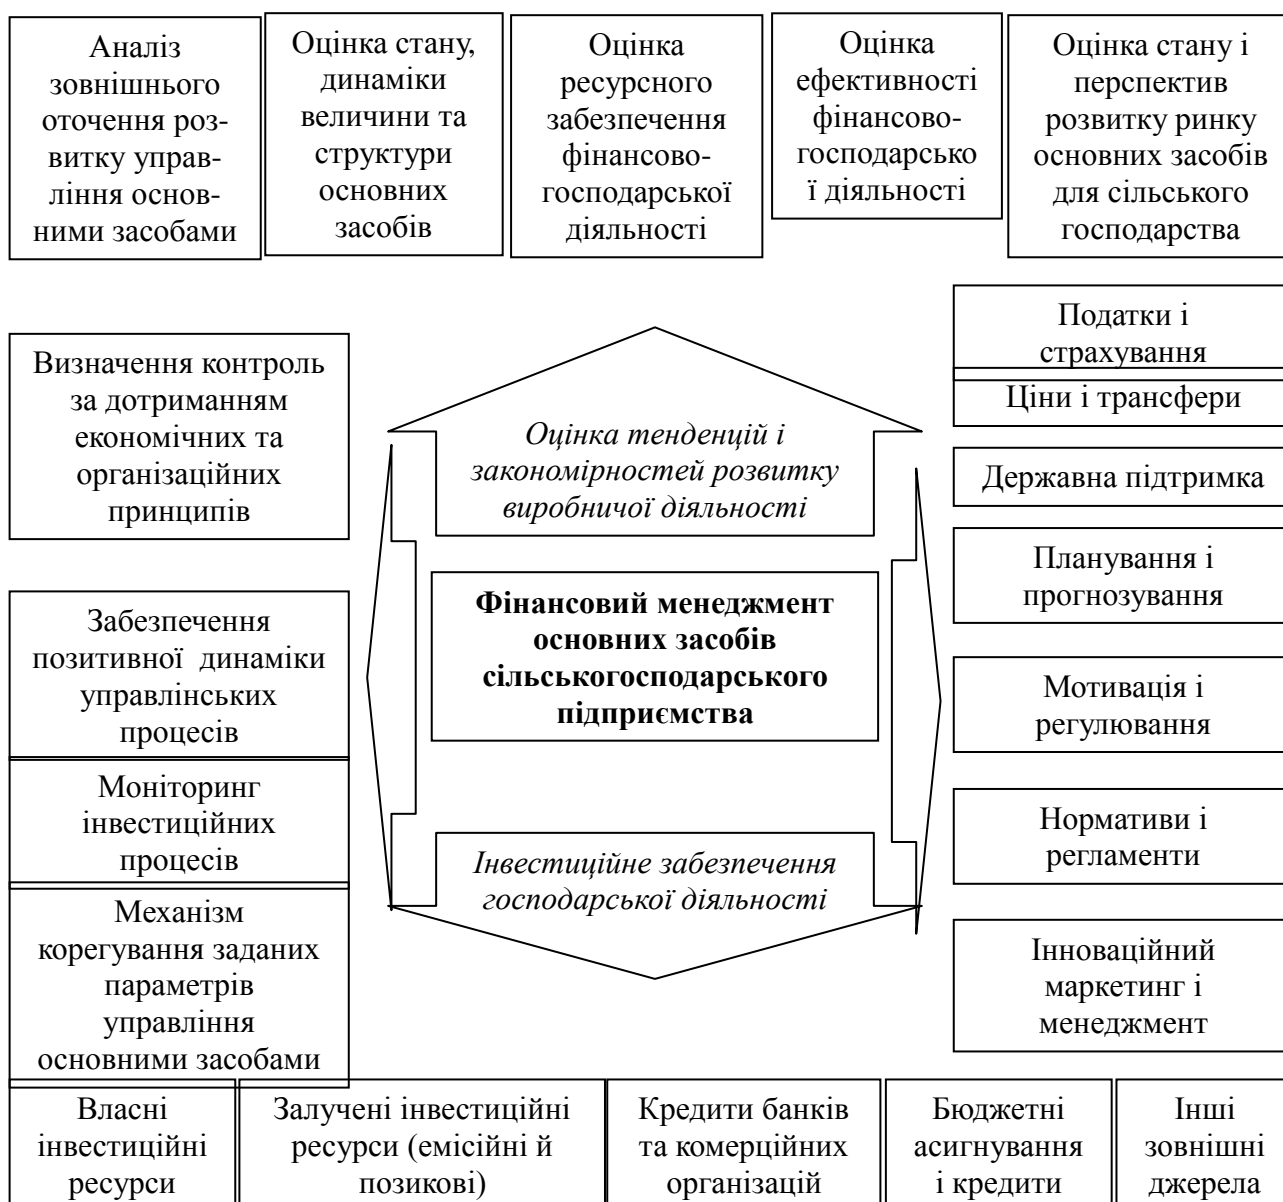 Аналіз
зовнішнього
оточення роз-
витку управ-
ління основ-
ними засобами
Оцінка стану,
динаміки
величини та
структури
основних
засобів
Оцінка
ресурсного
забезпечення
фінансово-
господарської
діяльності
Оцінка
ефективності
фінансово-
господарсько
ї діяльності
Оцінка стану і
перспектив
розвитку ринку
основних засобів
для сільського
господарства
Визначення контроль
за дотриманням
економічних та
організаційних
принципів
Забезпечення
позитивної динаміки
управлінських
процесів
Моніторинг
інвестиційних
процесів
Механізм
корегування заданих
параметрів
управління
основними засобами
Оцінка тенденцій і
закономірностей розвитку
виробничої діяльності
Фінансовий менеджмент
основних засобів
сільськогосподарського
підприємства
Інвестиційне забезпечення
господарської діяльності
Податки і
страхування
Ціни і трансфери
Державна підтримка
Планування і
прогнозування
Мотивація і
регулювання
Нормативи і
регламенти
Інноваційний
маркетинг і
менеджмент
Власні
інвестиційні
ресурси
Залучені інвестиційні
ресурси (емісійні й
позикові)
Кредити банків
та комерційних
організацій
Бюджетні
асигнування
і кредити
Інші
зовнішні
джерела